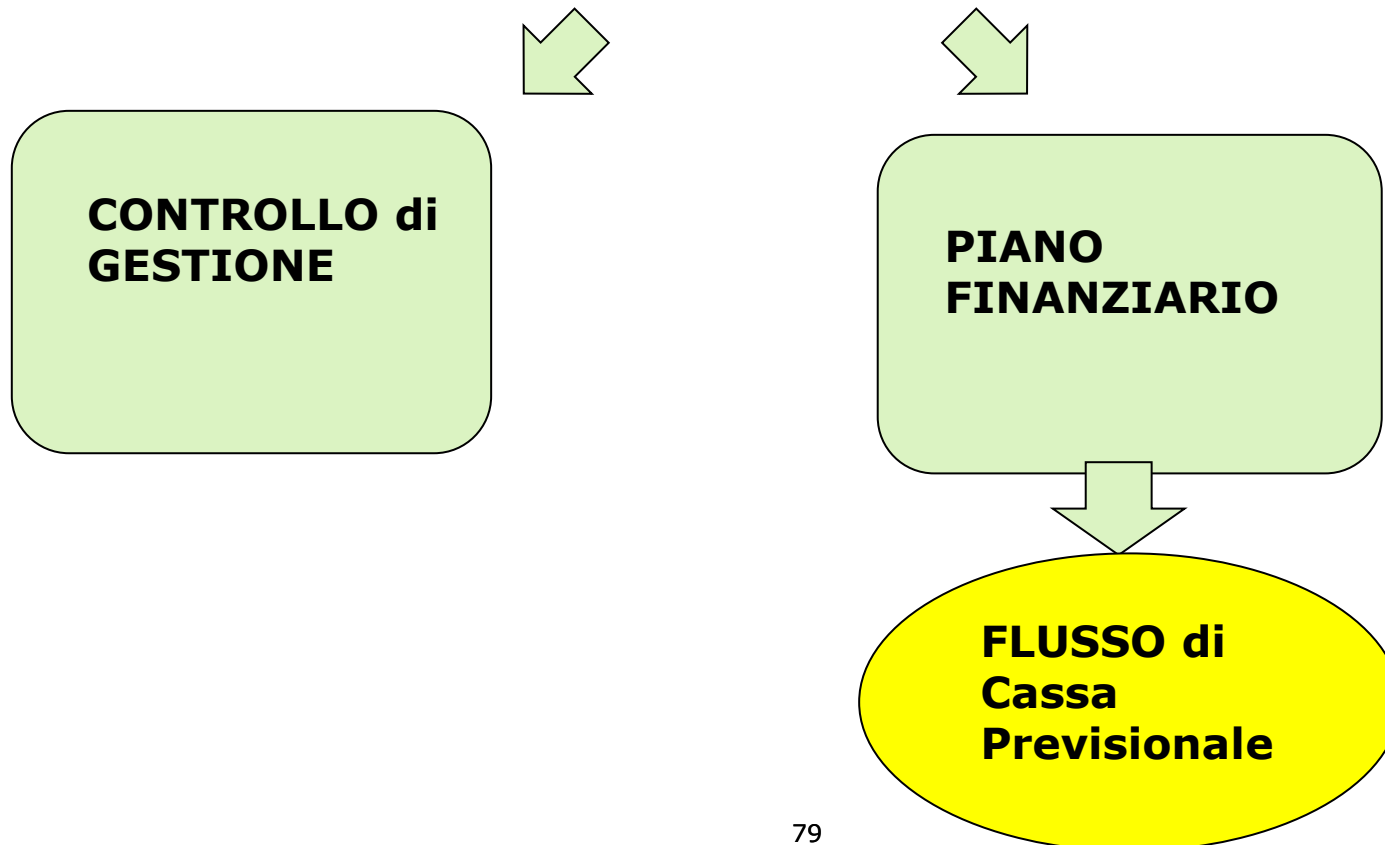 CONTROLLO di
GESTIONE
PIANO
FINANZIARIO
FLUSSO di
Cassa
Previsionale
79